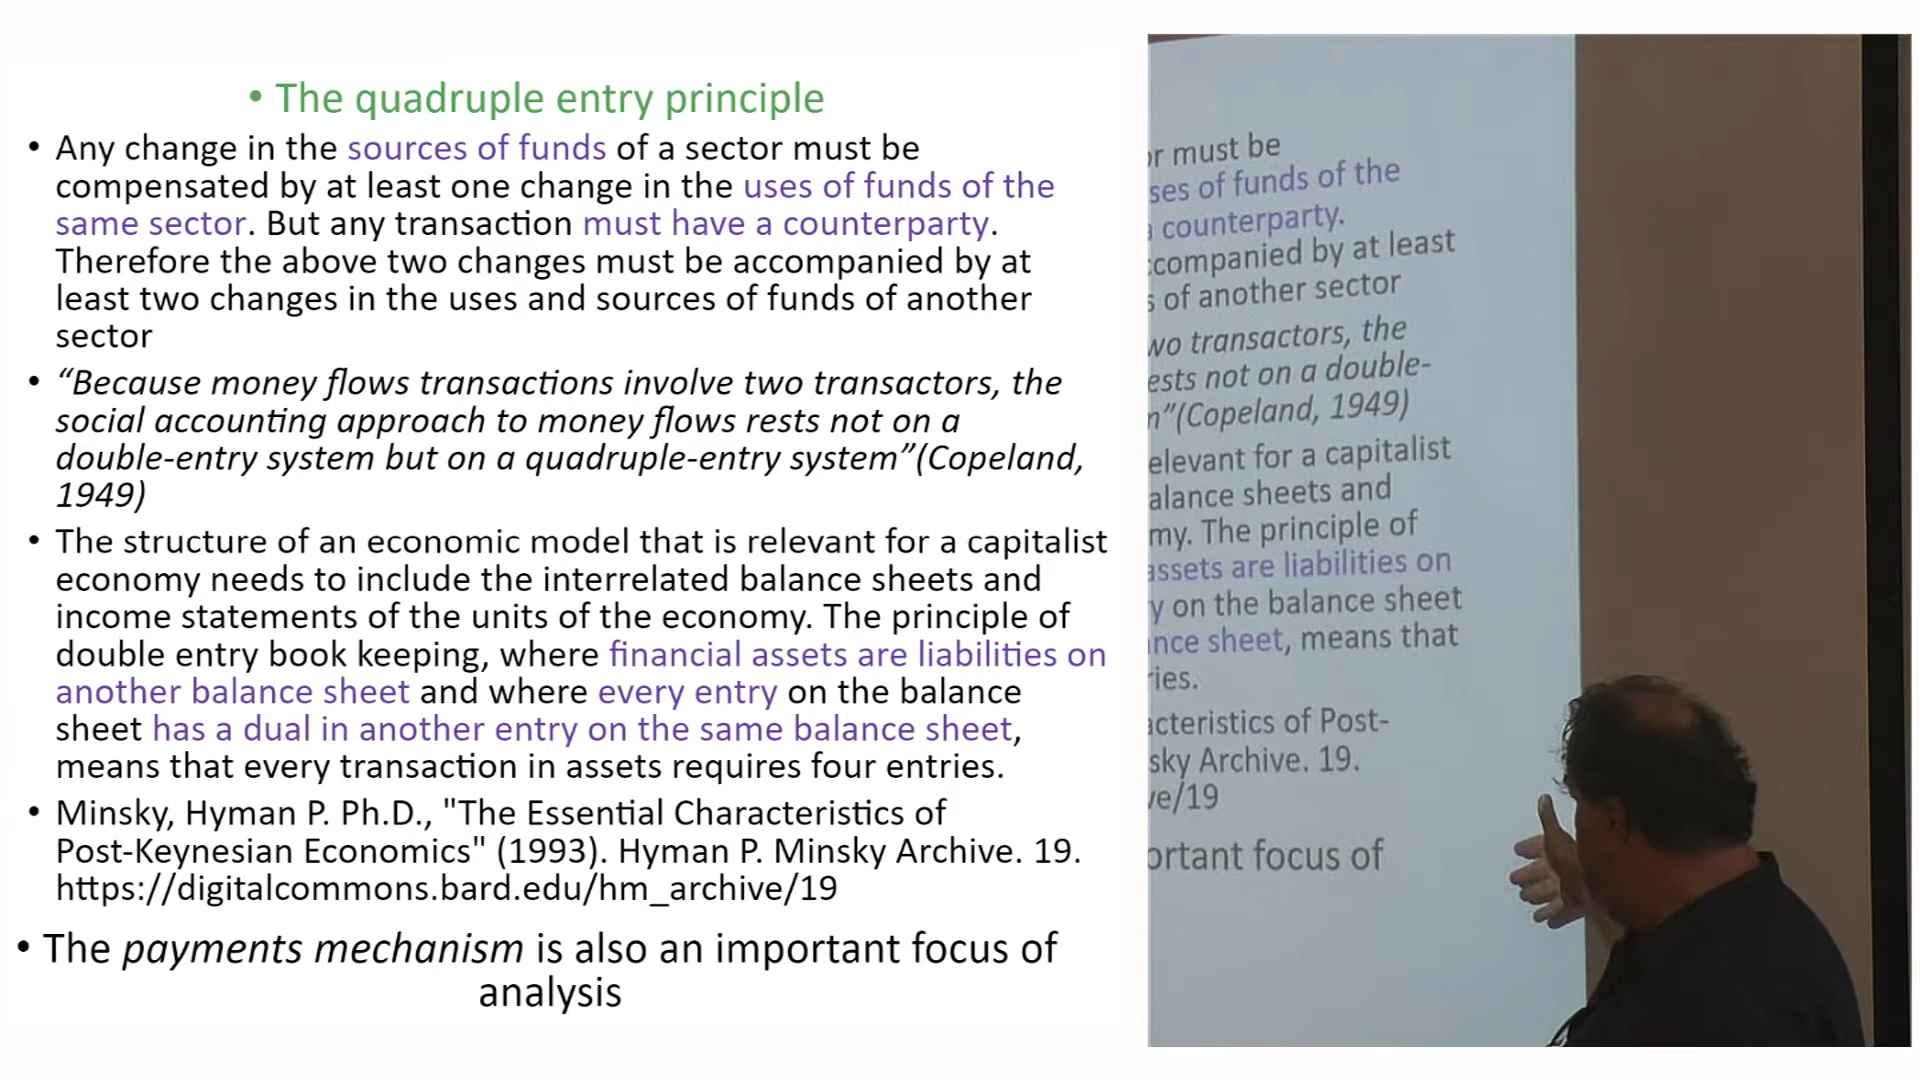 • The quadruple entry principle
• Any change in the sources of funds of a sector must be
compensated by at least one change in the uses of funds of the
same sector. But any transaction must have a counterparty.
Therefore the above two changes must be accompanied by at
least two changes in the uses and sources of funds of another
sector
• “Because money flows transactions involve two transactors, the
social accounting approach to money flows rests not on a
double-entry system but on a quadruple-entry system”(Copeland,
1949)
• The structure of an economic model that is relevant for a capitalist
economy needs to include the interrelated balance sheets and
income statements of the units of the economy. The principle of
double entry book keeping, where financial assets are liabilities on
another balance sheet and where every entry on the balance
sheet has a dual in another entry on the same balance sheet,
means that every transaction in assets requires four entries.
• Minsky, Hyman P. Ph.D., "The Essential Characteristics of
Post-Keynesian Economics" (1993). Hyman P. Minsky Archive. 19.
https://digitalcommons.bard.edu/hm_archive/19
• The payments mechanism is also an important focus of
analysis
or must be
ses of funds of the
a counterparty.
ccompanied by at least
s of another sector
wo transactors, the
ests not on a double-
m”(Copeland, 1949)
elevant for a capitalist
alance sheets and
my. The principle of
assets are liabilities on
y on the balance sheet
ance sheet, means that
ries.
acteristics of Post-
sky Archive. 19.
ve/19
ortant focus of